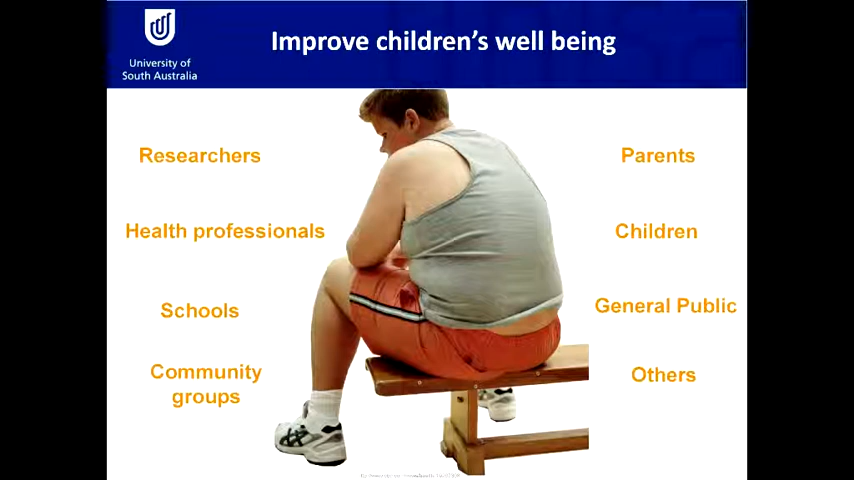 University of
South Australia
Improve children's well being
Researchers
Parents
Health professionals
Children
Schools
General Public
Community
groups
Others